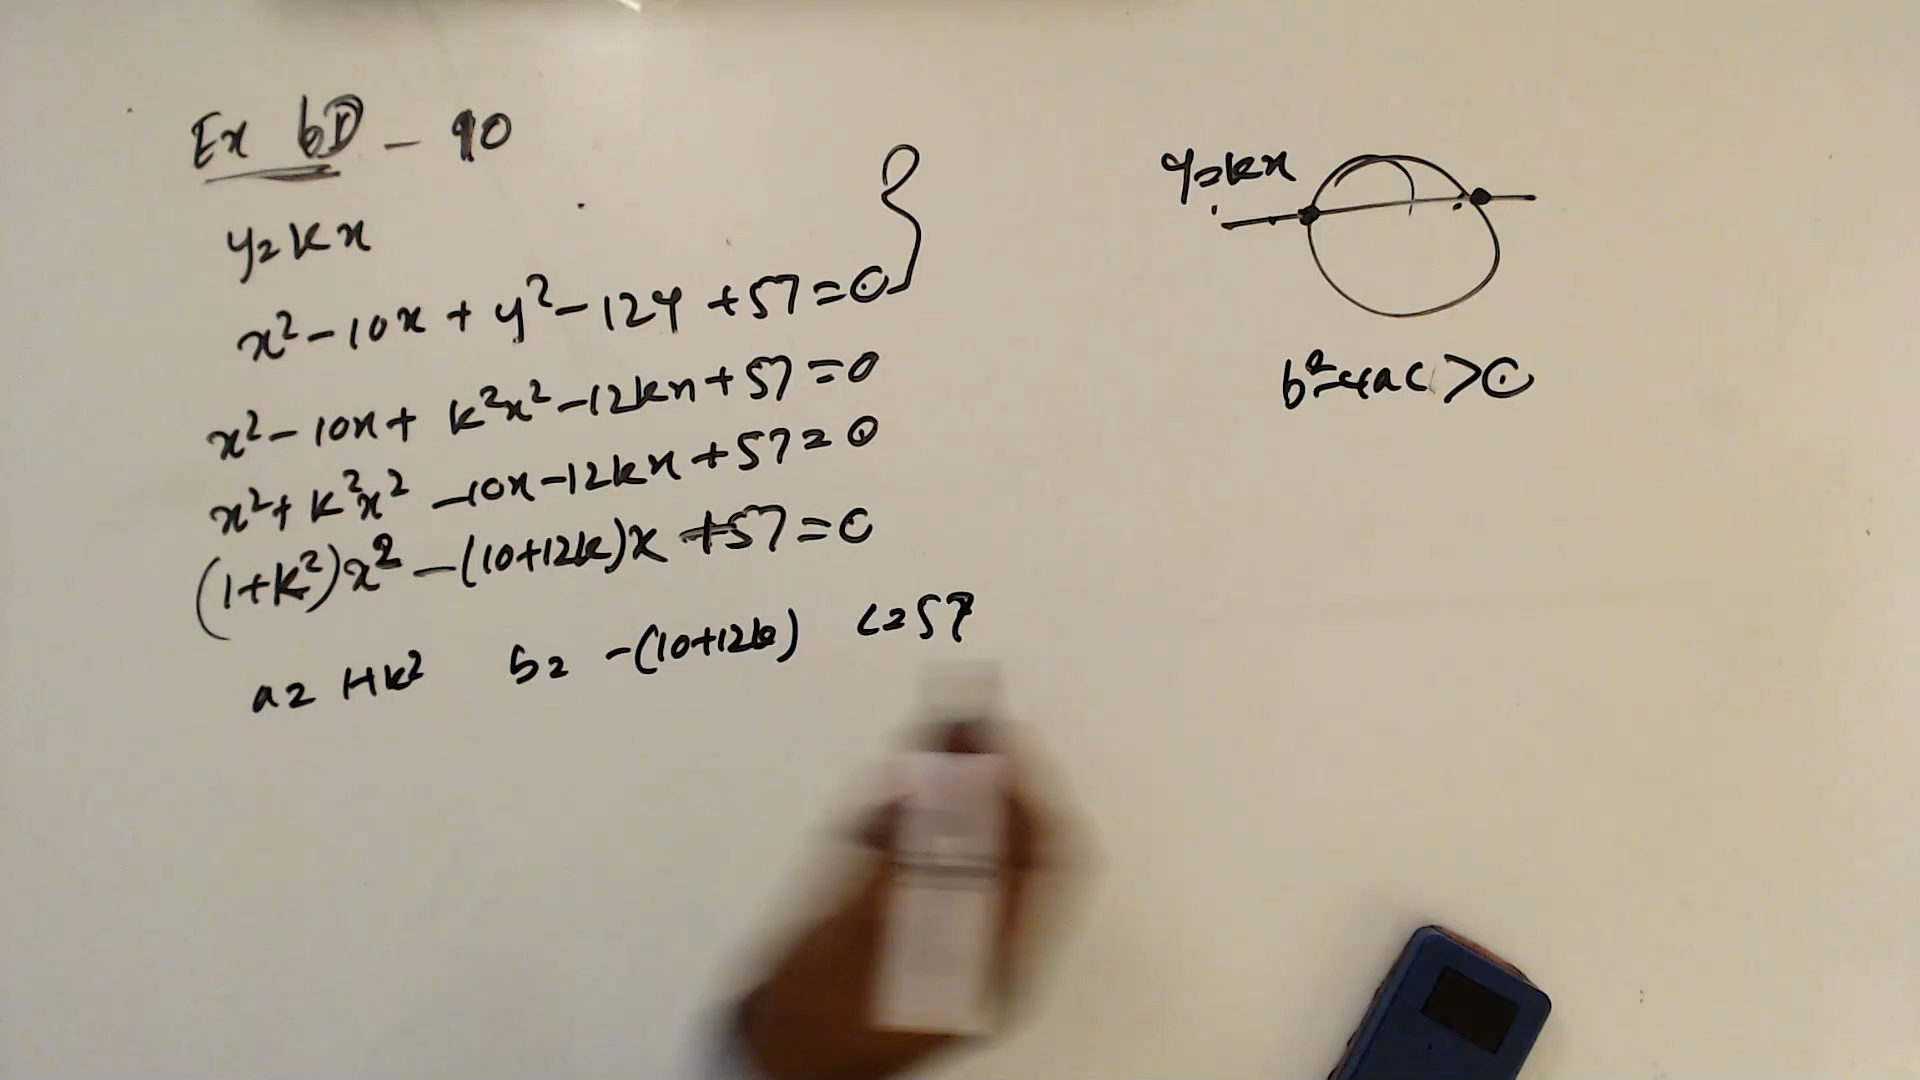 Ex 6D - 10
y=kx
x²-10x + y²-12y +57=0
x²-10x+ k²x²-12kx+57=0
x²+k²x² -10x-12kx+57=0
(1+k²)x² -(10+12k)x +57=0
a= 1+k² b= -(10+12k) c=57
y=kx
b²-4ac>0